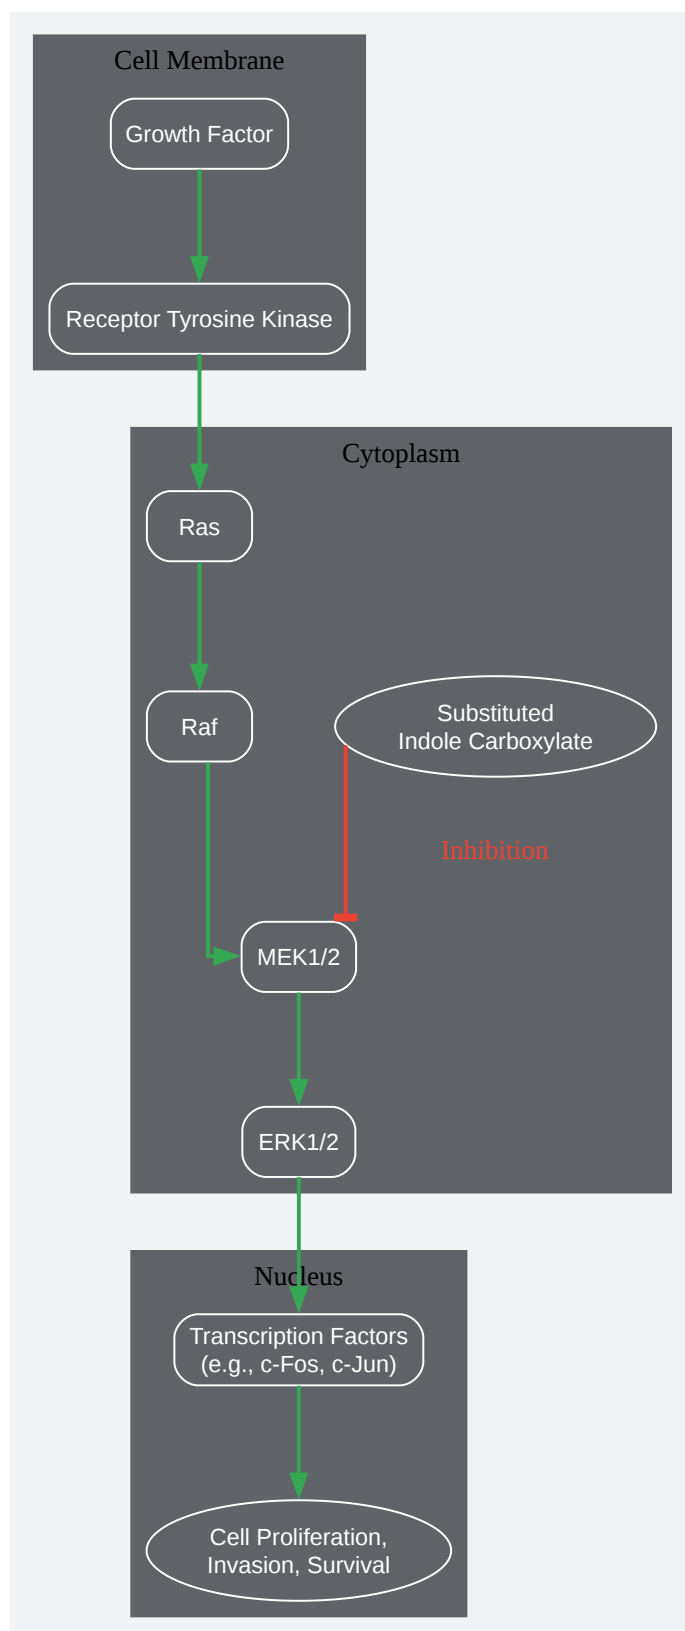 Cell Membrane
Growth Factor
Receptor Tyrosine Kinase
Cytoplasm
Ras
Raf
Substituted
Indole Carboxylate
Inhibition
MEK1/2
ERK1/2
Nucleus
Transcription Factors
(e.g., c-Fos, c-Jun)
Cell Proliferation,
Invasion, Survival